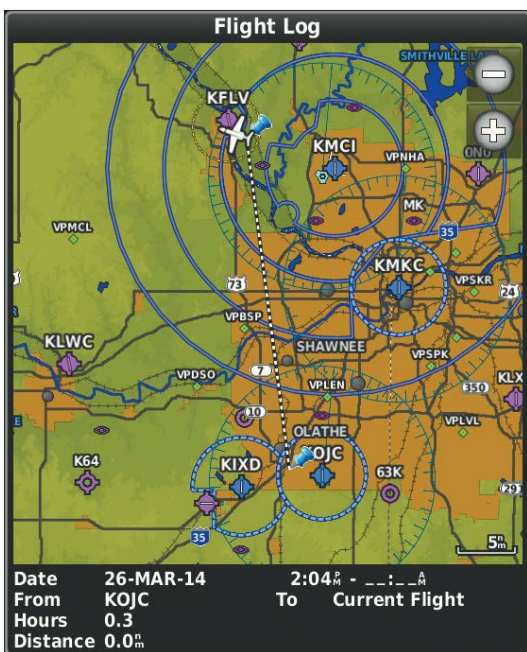 Flight Log
SMITHVILLE LAKE
KFLV
KMCI
VPNHA
0N0
MK
VPMCL
35
KMKC
73
VPSKR
24
VPBSP
SHAWNEE
KLWC
7
VPSPK
VPDSO
350
KLX
VPLEN
10
VPLVL
OLATHE
K64
KIXD
KOJC
63K
291
35
5nm
Date 26-MAR-14 2:04PM - __:__AM
From KOJC To Current Flight
Hours 0.3
Distance 0.0nm